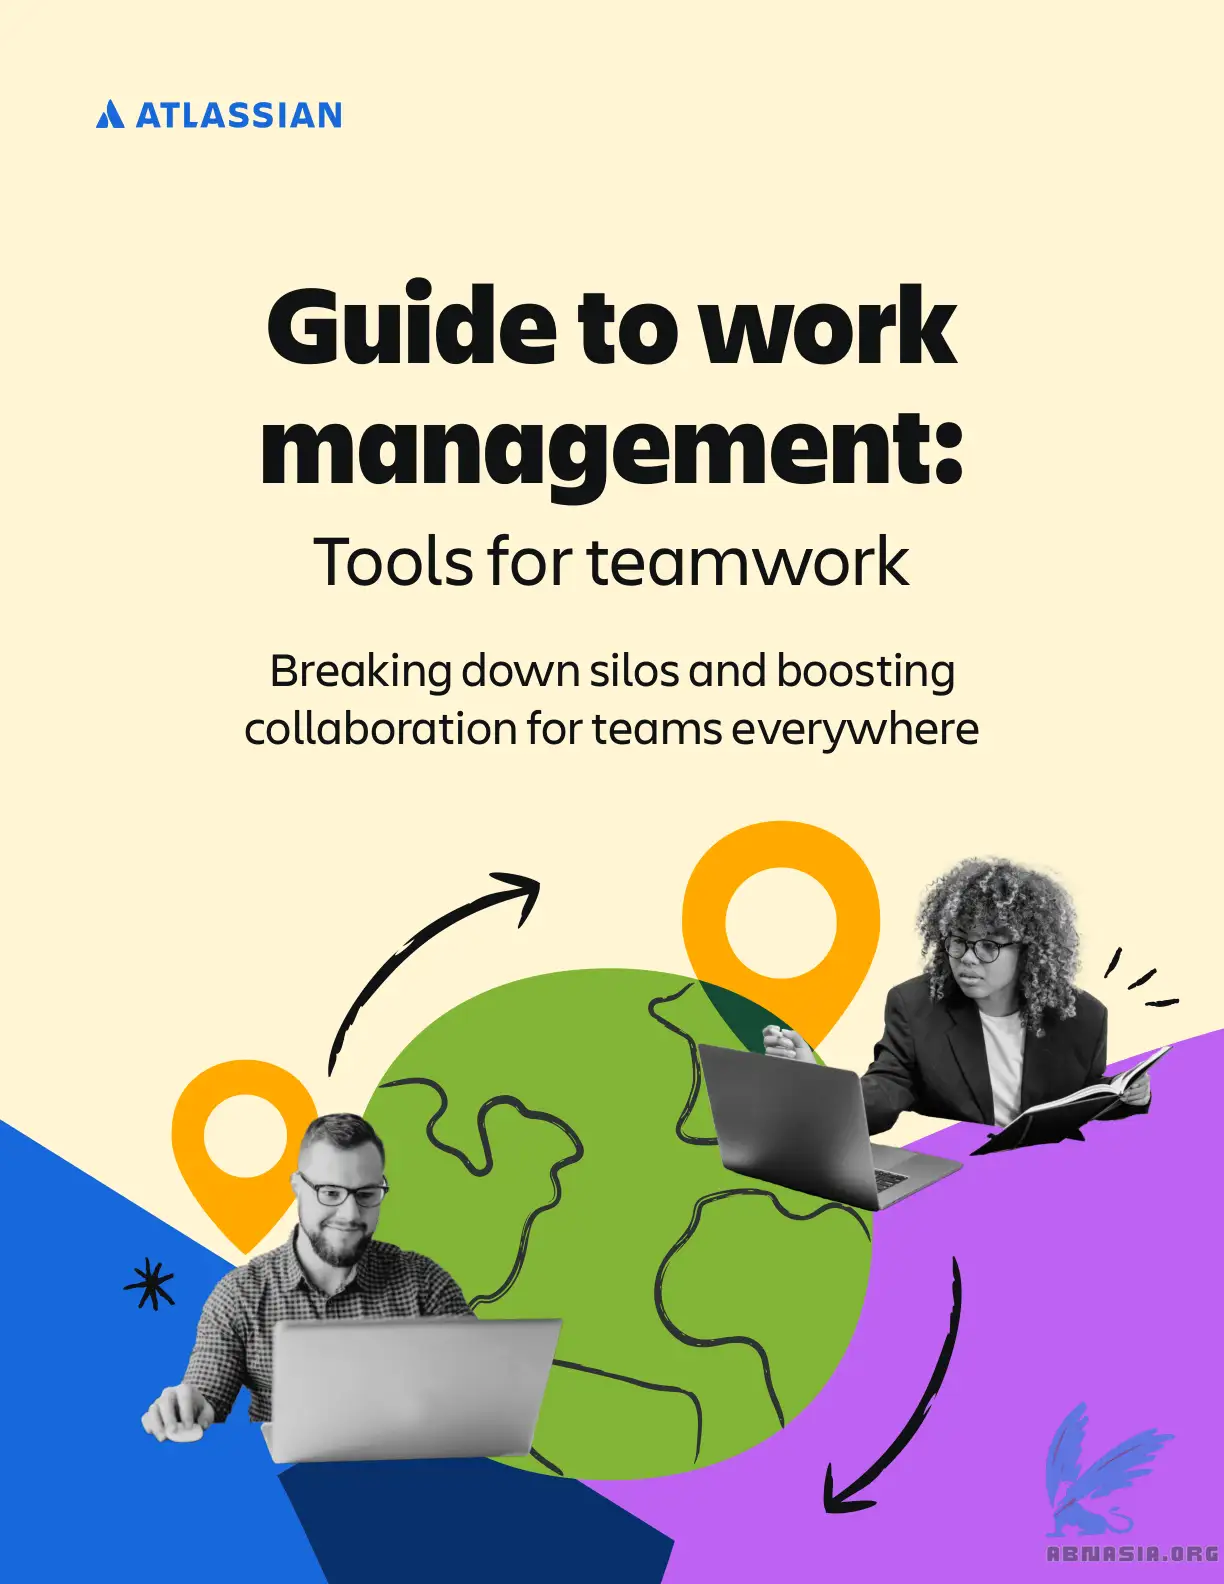 ATLASSIAN
Guide to work
management:
Tools for teamwork
Breaking down silos and boosting
collaboration for teams everywhere
ABNASIA.ORG